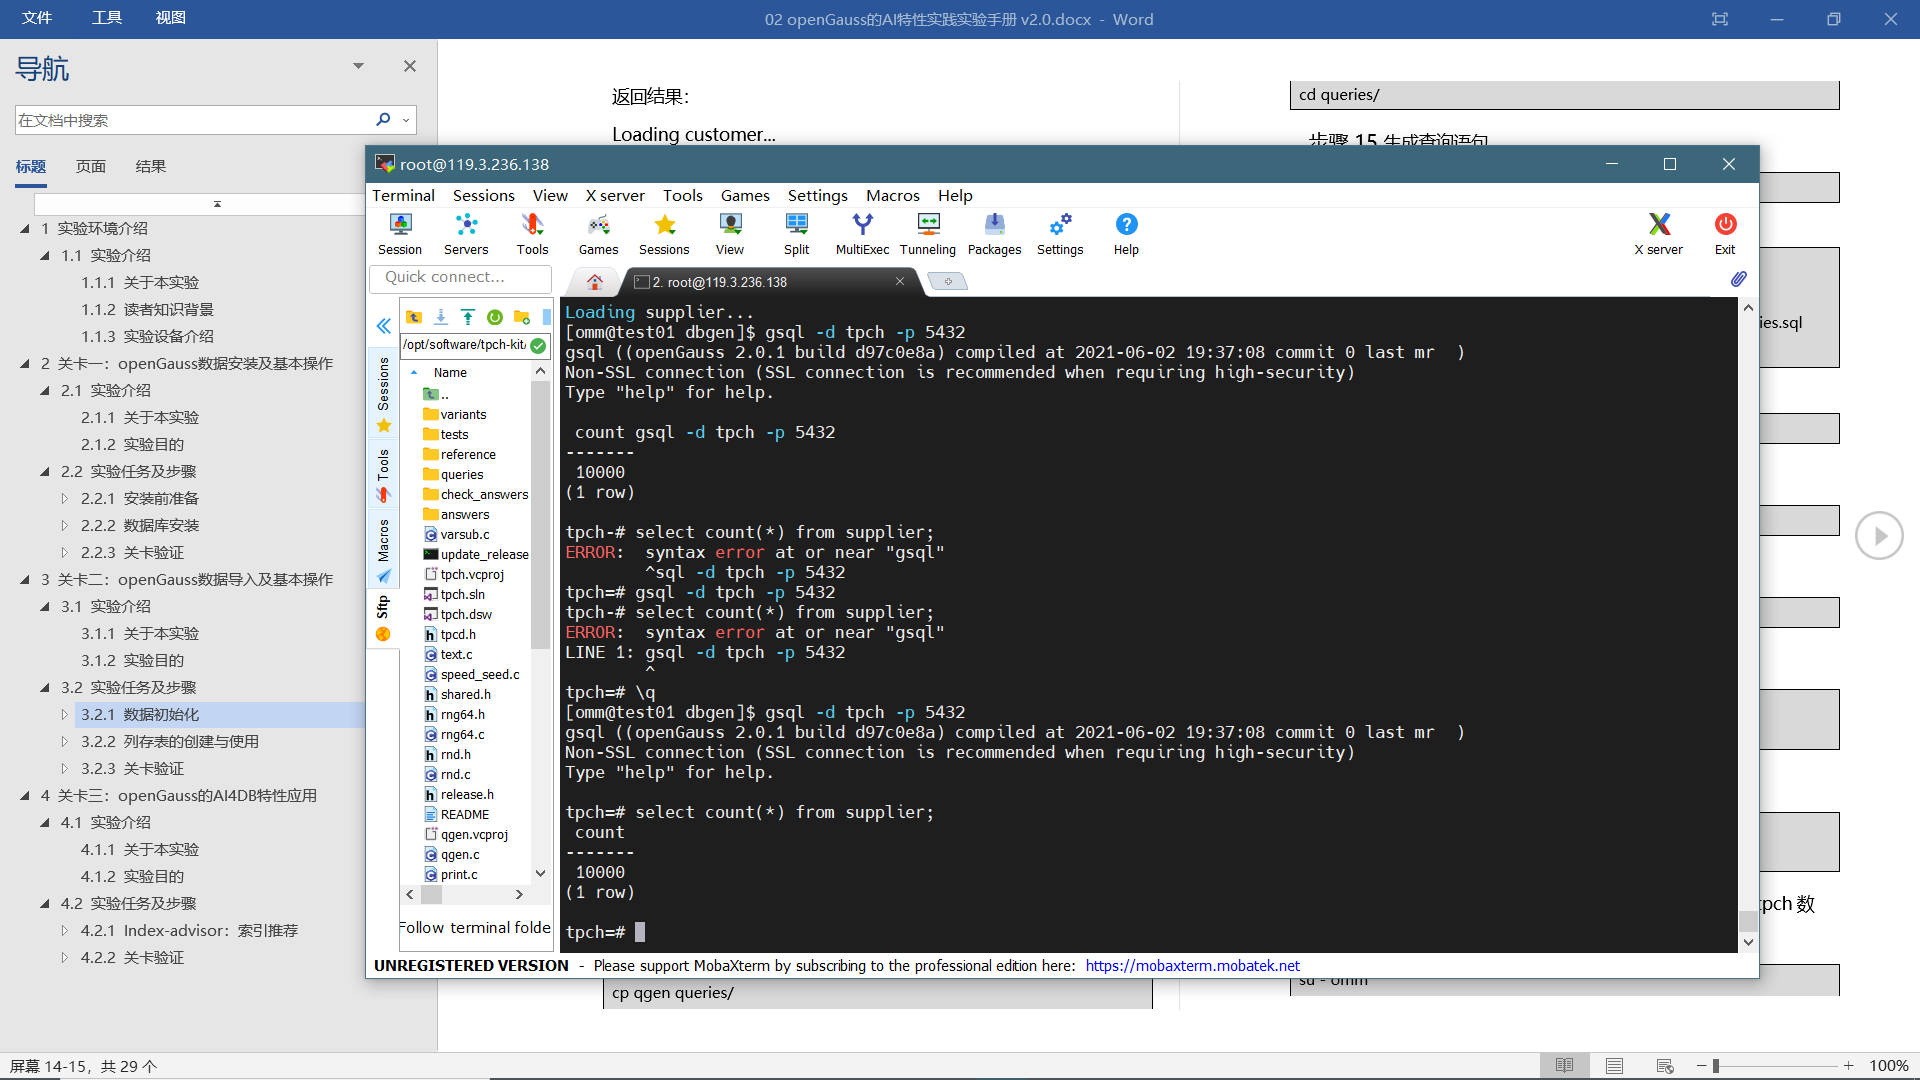 文件 工具 视图
02 openGauss的AI特性实践实验手册 v2.0.docx - Word
导航
在文档中搜索
标题 页面 结果
1 实验环境介绍
1.1 实验介绍
1.1.1 关于本实验
1.1.2 读者知识背景
1.1.3 实验设备介绍
2 关卡一：openGauss数据安装及基本操作
2.1 实验介绍
2.1.1 关于本实验
2.1.2 实验目的
2.2 实验任务及步骤
2.2.1 安装前准备
2.2.2 数据库安装
2.2.3 关卡验证
3 关卡二：openGauss数据导入及基本操作
3.1 实验介绍
3.1.1 关于本实验
3.1.2 实验目的
3.2 实验任务及步骤
3.2.1 数据初始化
3.2.2 列存表的创建与使用
3.2.3 关卡验证
4 关卡三：openGauss的AI4DB特性应用
4.1 实验介绍
4.1.1 关于本实验
4.1.2 实验目的
4.2 实验任务及步骤
4.2.1 Index-advisor：索引推荐
4.2.2 关卡验证
返回结果：
Loading customer...
cd queries/
步骤 15 生成查询语句
root@119.3.236.138
Terminal Sessions View X server Tools Games Settings Macros Help
Session Servers Tools Games Sessions View Split MultiExec Tunneling Packages Settings Help X server Exit
Quick connect...
2. root@119.3.236.138
/opt/software/tpch-kit/
Sessions
Tools
Macros
Sftp
Name
..
variants
tests
reference
queries
check_answers
answers
varsub.c
update_release
tpch.vcproj
tpch.sln
tpch.dsw
tpcd.h
text.c
speed_seed.c
shared.h
rng64.h
rng64.c
rnd.h
rnd.c
release.h
README
qgen.vcproj
qgen.c
print.c
Follow terminal folde
Loading supplier...
[omm@test01 dbgen]$ gsql -d tpch -p 5432
gsql ((openGauss 2.0.1 build d97c0e8a) compiled at 2021-06-02 19:37:08 commit 0 last mr  )
Non-SSL connection (SSL connection is recommended when requiring high-security)
Type "help" for help.
count gsql -d tpch -p 5432
-------
10000
(1 row)
tpch-# select count(*) from supplier;
ERROR:  syntax error at or near "gsql"
^sql -d tpch -p 5432
tpch=# gsql -d tpch -p 5432
tpch-# select count(*) from supplier;
ERROR:  syntax error at or near "gsql"
LINE 1: gsql -d tpch -p 5432
^
tpch=# \q
[omm@test01 dbgen]$ gsql -d tpch -p 5432
gsql ((openGauss 2.0.1 build d97c0e8a) compiled at 2021-06-02 19:37:08 commit 0 last mr  )
Non-SSL connection (SSL connection is recommended when requiring high-security)
Type "help" for help.
tpch=# select count(*) from supplier;
count
-------
10000
(1 row)
tpch=#
UNREGISTERED VERSION - Please support MobaXterm by subscribing to the professional edition here: https://mobaxterm.mobatek.net
ies.sql
tpch 数
su - omm
cp qgen queries/
屏幕 14-15，共 29 个
100%